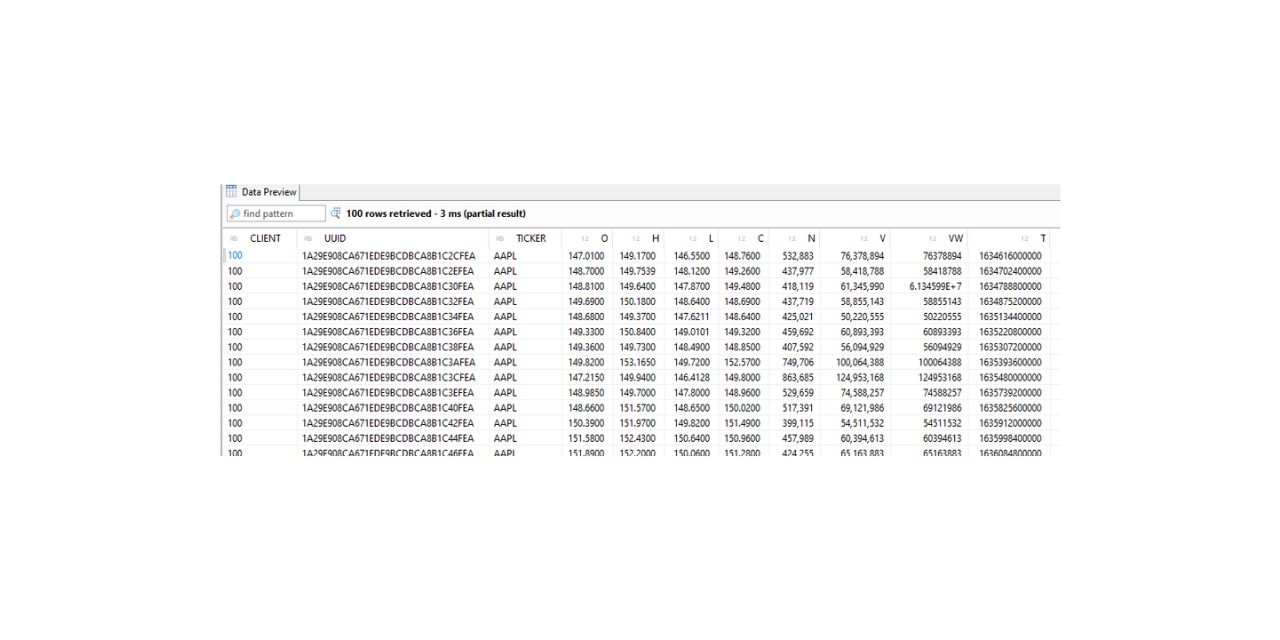 Data Preview
find pattern 100 rows retrieved - 3 ms (partial result)
RB CLIENT RB UUID RB TICKER 12 O 12 H 12 L 12 C 12 N 12 V 12 VW 12 T
100 1A29E908CA671EDE9BCDBCA8B1C2CFEA AAPL 147.0100 149.1700 146.5500 148.7600 532,883 76,378,894 76378894 1634616000000
100 1A29E908CA671EDE9BCDBCA8B1C2EFEA AAPL 148.7000 149.7539 148.1200 149.2600 437,977 58,418,788 58418788 1634702400000
100 1A29E908CA671EDE9BCDBCA8B1C30FEA AAPL 148.8100 149.6400 147.8700 149.4800 418,119 61,345,990 6.134599E+7 1634788800000
100 1A29E908CA671EDE9BCDBCA8B1C32FEA AAPL 149.6900 150.1800 148.6400 148.6900 437,719 58,855,143 58855143 1634875200000
100 1A29E908CA671EDE9BCDBCA8B1C34FEA AAPL 148.6800 149.3700 147.6211 148.6400 425,021 50,220,555 50220555 1635134400000
100 1A29E908CA671EDE9BCDBCA8B1C36FEA AAPL 149.3300 150.8400 149.0101 149.3200 459,692 60,893,393 60893393 1635220800000
100 1A29E908CA671EDE9BCDBCA8B1C38FEA AAPL 149.3600 149.7300 148.4900 148.8500 407,592 56,094,929 56094929 1635307200000
100 1A29E908CA671EDE9BCDBCA8B1C3AFEA AAPL 149.8200 153.1650 149.7200 152.5700 749,706 100,064,388 100064388 1635393600000
100 1A29E908CA671EDE9BCDBCA8B1C3CFEA AAPL 147.2150 149.9400 146.4128 149.8000 863,685 124,953,168 124953168 1635480000000
100 1A29E908CA671EDE9BCDBCA8B1C3EFEA AAPL 148.9850 149.7000 147.8000 148.9600 529,659 74,588,257 74588257 1635739200000
100 1A29E908CA671EDE9BCDBCA8B1C40FEA AAPL 148.6600 151.5700 148.6500 150.0200 517,391 69,121,986 69121986 1635825600000
100 1A29E908CA671EDE9BCDBCA8B1C42FEA AAPL 150.3900 151.9700 149.8200 151.4900 399,115 54,511,532 54511532 1635912000000
100 1A29E908CA671EDE9BCDBCA8B1C44FEA AAPL 151.5800 152.4300 150.6400 150.9600 457,989 60,394,613 60394613 1635998400000
100 1A29E908CA671EDE9BCDBCA8B1C46FEA AAPL 151.8900 152.2000 150.0600 151.2800 424,255 65,163,883 65163883 1636084800000